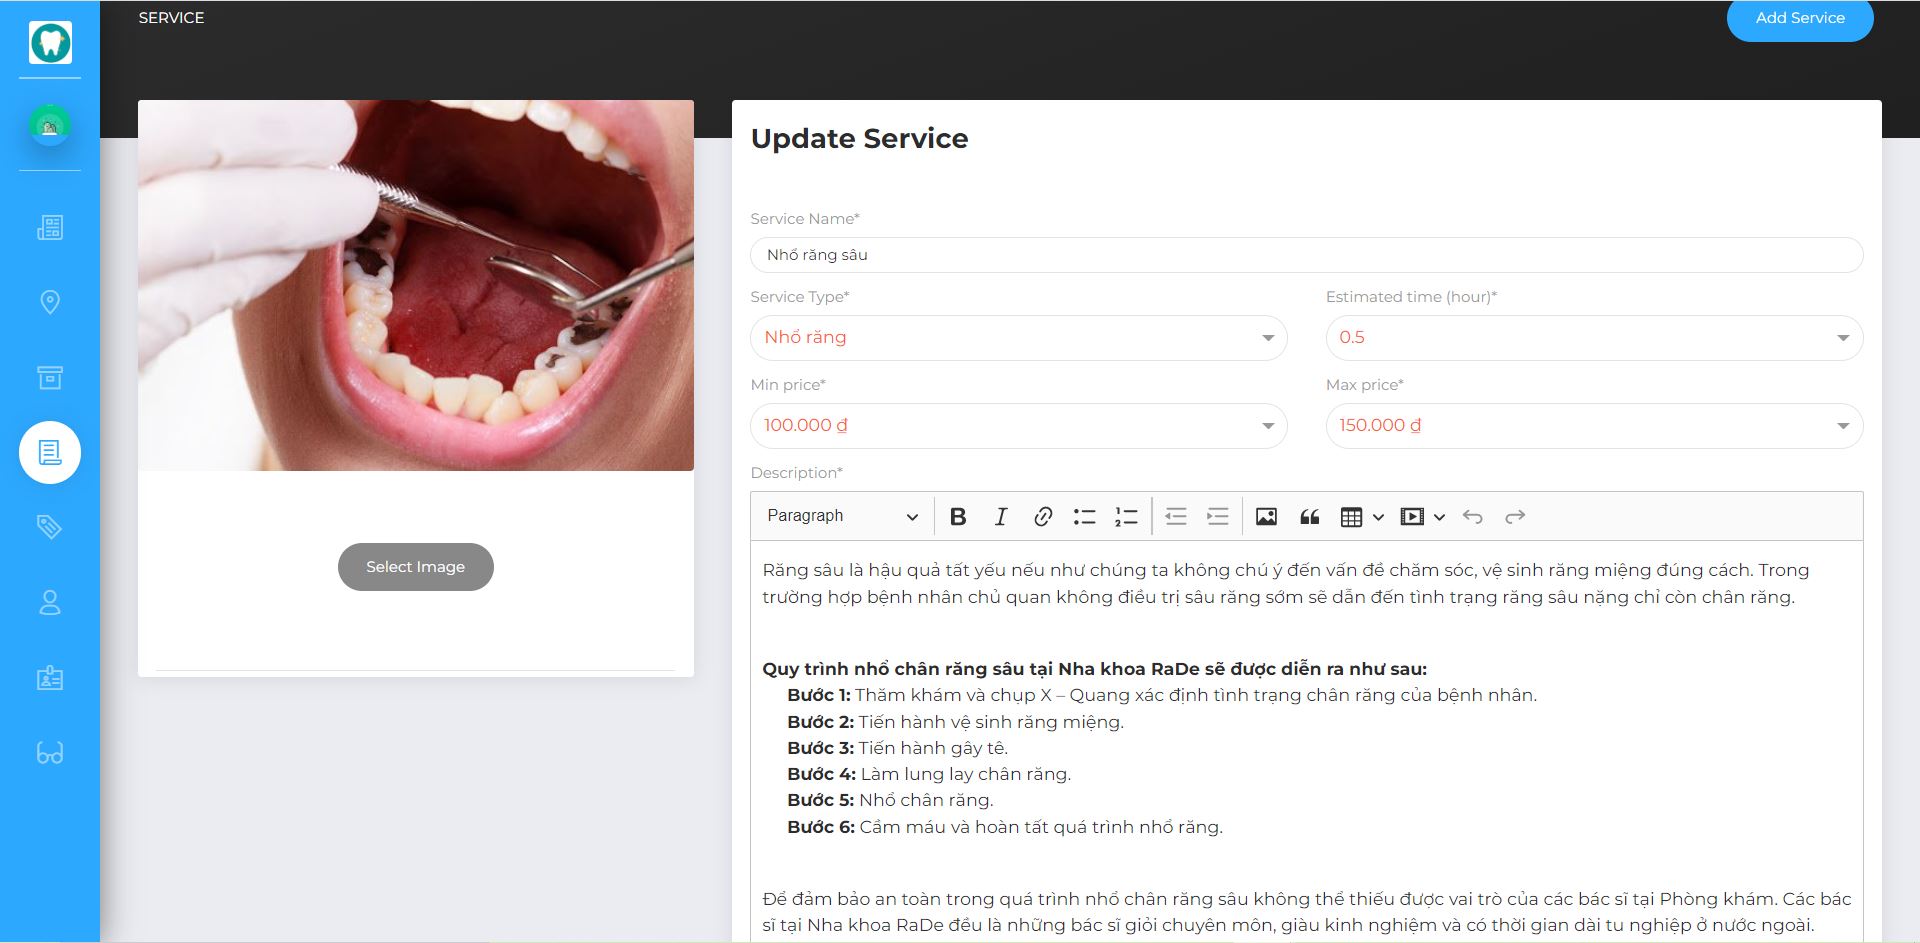 SERVICE
Add Service
Update Service
Service Name*
Nhổ răng sâu
Service Type*
Estimated time (hour)*
Nhổ răng
0.5
Min price*
Max price*
100.000 ₫
150.000 ₫
Description*
Paragraph
Select Image
Răng sâu là hậu quả tất yếu nếu như chúng ta không chú ý đến vấn đề chăm sóc, vệ sinh răng miệng đúng cách. Trong
trường hợp bệnh nhân chủ quan không điều trị sâu răng sớm sẽ dẫn đến tình trạng răng sâu nặng chỉ còn chân răng.
Quy trình nhổ chân răng sâu tại Nha khoa RaDe sẽ được diễn ra như sau:
Bước 1: Thăm khám và chụp X – Quang xác định tình trạng chân răng của bệnh nhân.
Bước 2: Tiến hành vệ sinh răng miệng.
Bước 3: Tiến hành gây tê.
Bước 4: Làm lung lay chân răng.
Bước 5: Nhổ chân răng.
Bước 6: Cầm máu và hoàn tất quá trình nhổ răng.
Để đảm bảo an toàn trong quá trình nhổ chân răng sâu không thể thiếu được vai trò của các bác sĩ tại Phòng khám. Các bác
sĩ tại Nha khoa RaDe đều là những bác sĩ giỏi chuyên môn, giàu kinh nghiệm và có thời gian dài tu nghiệp ở nước ngoài.